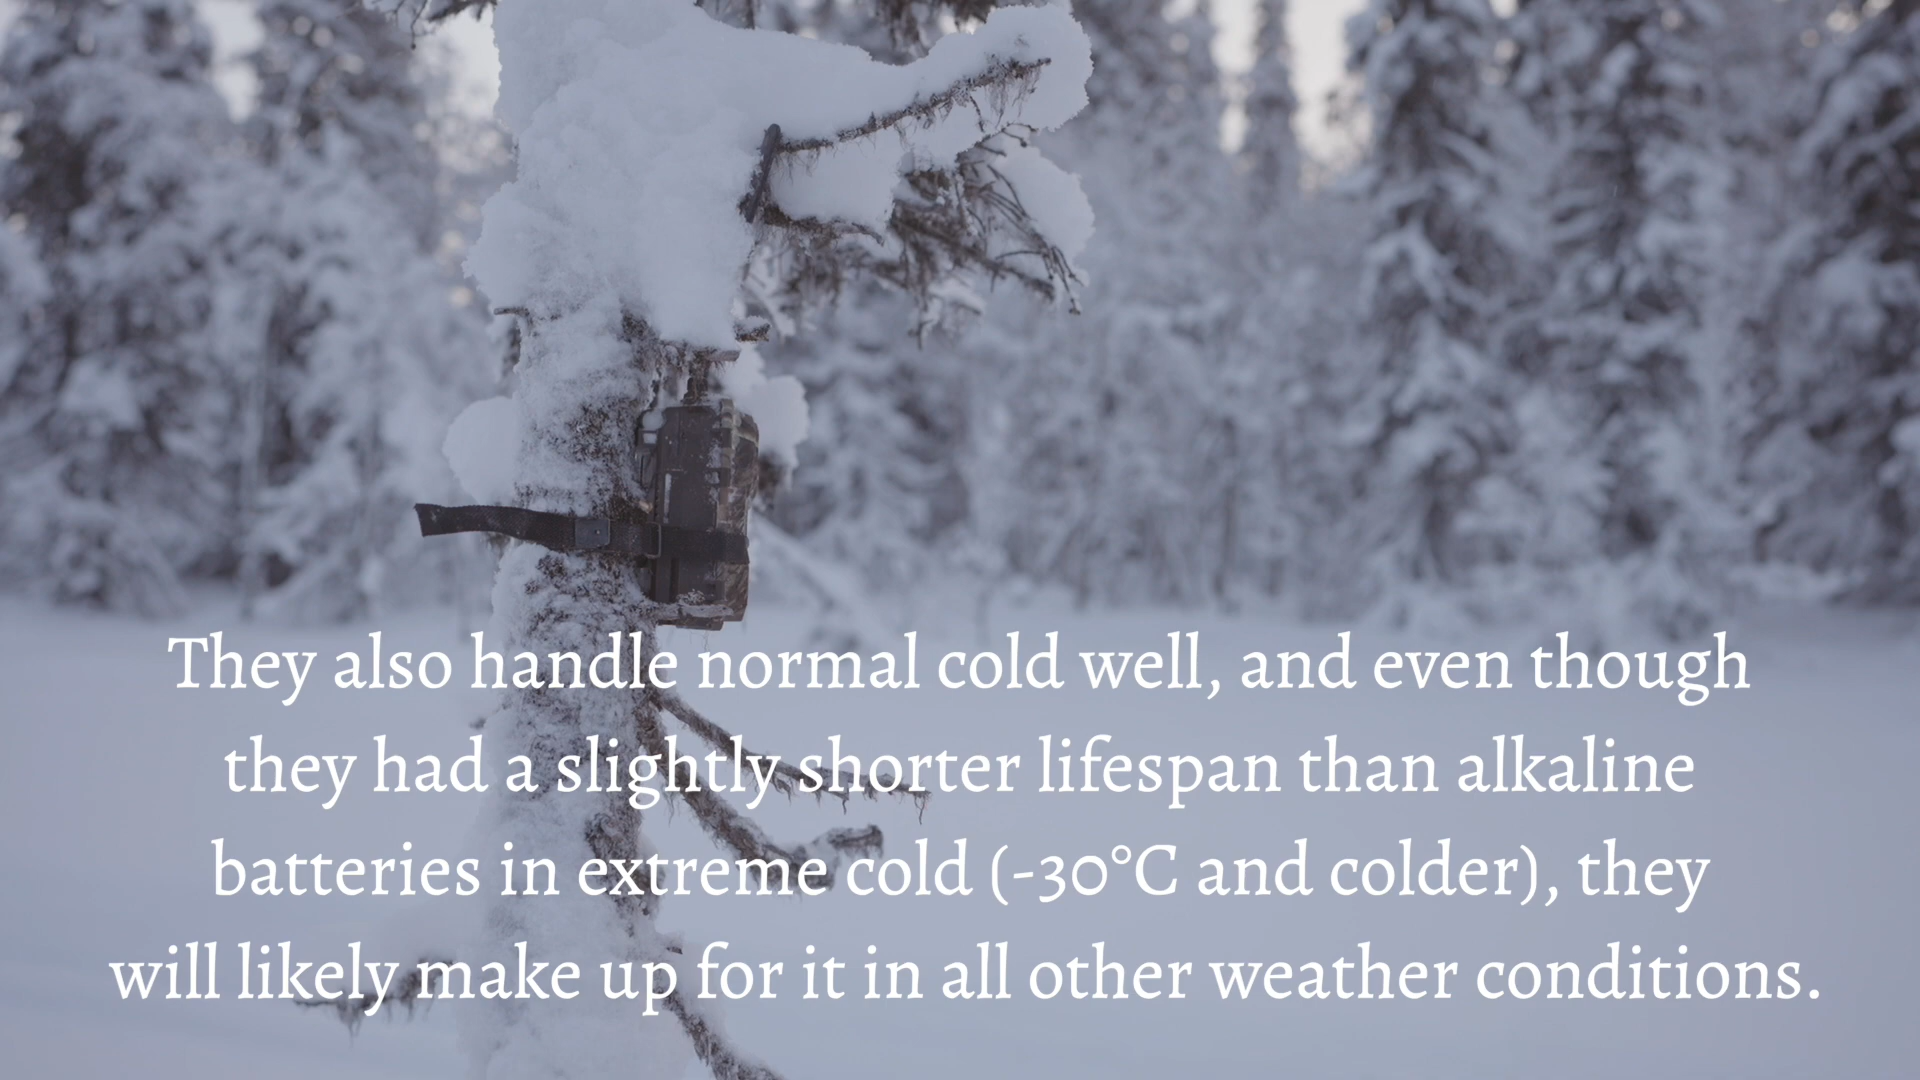 They also handle normal cold well, and even though
they had a slightly shorter lifespan than alkaline
batteries in extreme cold (-30°C and colder), they
will likely make up for it in all other weather conditions.